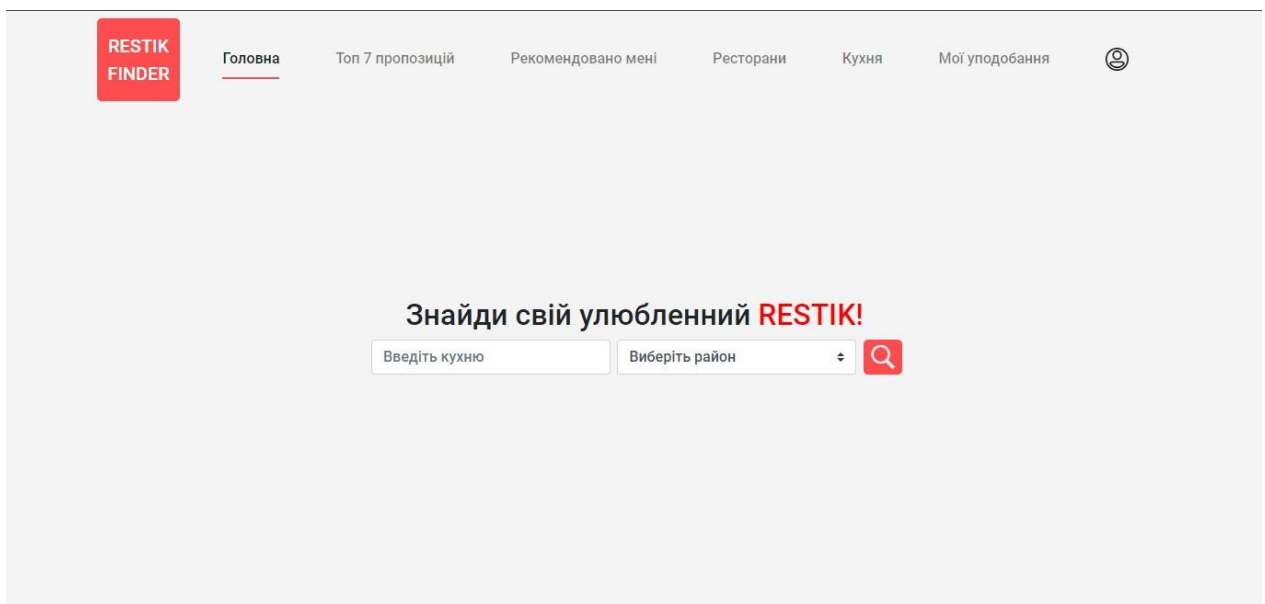 RESTIK
FINDER
Головна
Топ 7 пропозицій
Рекомендовано мені
Ресторани
Кухня
Мої уподобання
Знайди свій улюбленний RESTIK!
Введіть кухню
Виберіть район